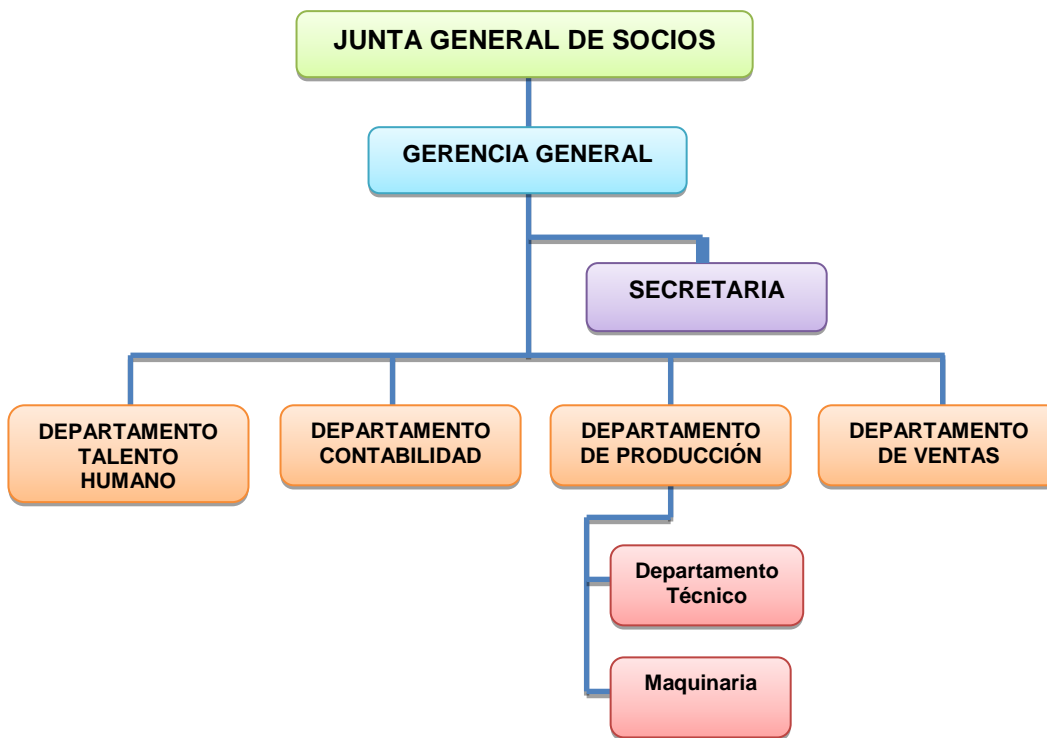 JUNTA GENERAL DE SOCIOS
GERENCIA GENERAL
SECRETARIA
DEPARTAMENTO
TALENTO
HUMANO
DEPARTAMENTO
CONTABILIDAD
DEPARTAMENTO
DE PRODUCCIÓN
DEPARTAMENTO
DE VENTAS
Departamento
Técnico
Maquinaria